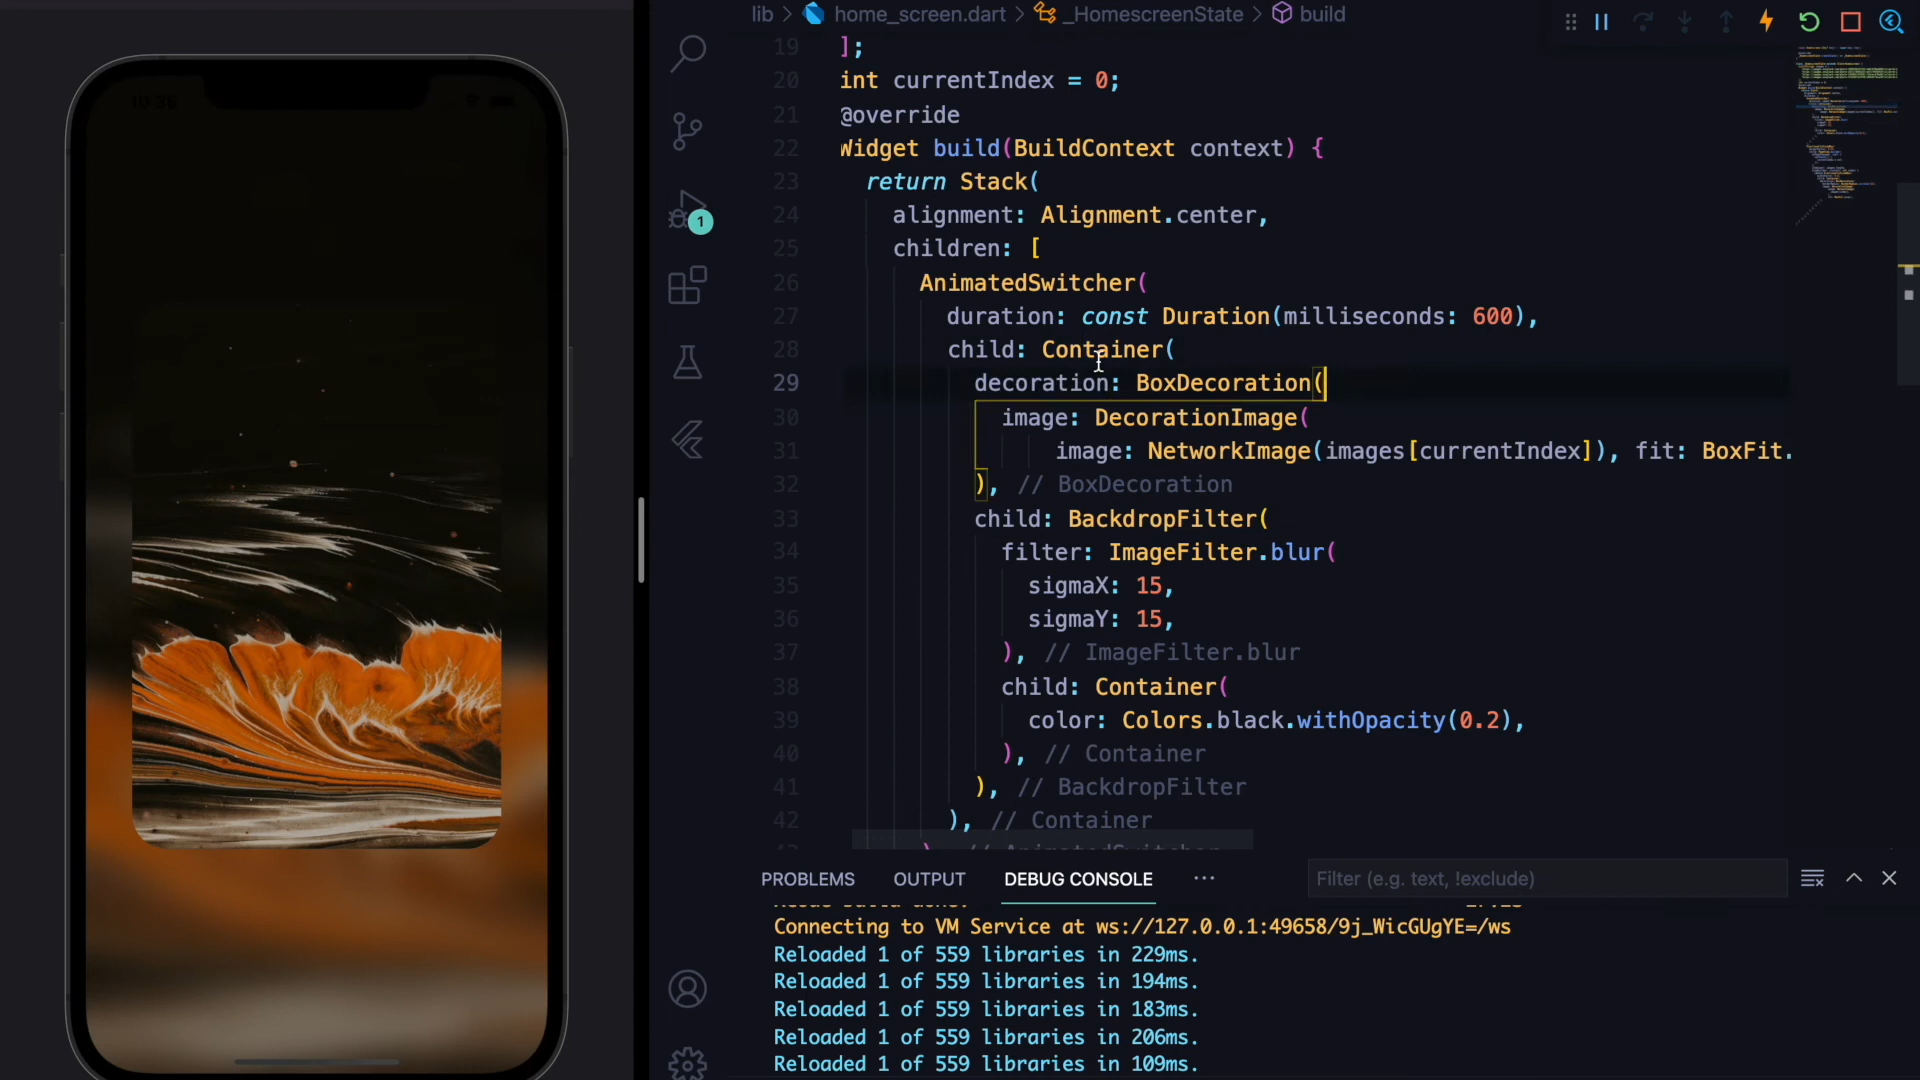 10:36
lib > home_screen.dart > _HomescreenState > build
19 ];
20 int currentIndex = 0;
21 @override
22 Widget build(BuildContext context) {
23 return Stack(
24 alignment: Alignment.center,
25 children: [
26 AnimatedSwitcher(
27 duration: const Duration(milliseconds: 600),
28 child: Container(
29 decoration: BoxDecoration(
30 image: DecorationImage(
31 image: NetworkImage(images[currentIndex]), fit: BoxFit.
32 ), // BoxDecoration
33 child: BackdropFilter(
34 filter: ImageFilter.blur(
35 sigmaX: 15,
36 sigmaY: 15,
37 ), // ImageFilter.blur
38 child: Container(
39 color: Colors.black.withOpacity(0.2),
40 ), // Container
41 ), // BackdropFilter
42 ), // Container
1
PROBLEMS OUTPUT DEBUG CONSOLE ··· Filter (e.g. text, !exclude)
Connecting to VM Service at ws://127.0.0.1:49658/9j_WicGUgYE=/ws
Reloaded 1 of 559 libraries in 229ms.
Reloaded 1 of 559 libraries in 194ms.
Reloaded 1 of 559 libraries in 183ms.
Reloaded 1 of 559 libraries in 206ms.
Reloaded 1 of 559 libraries in 109ms.